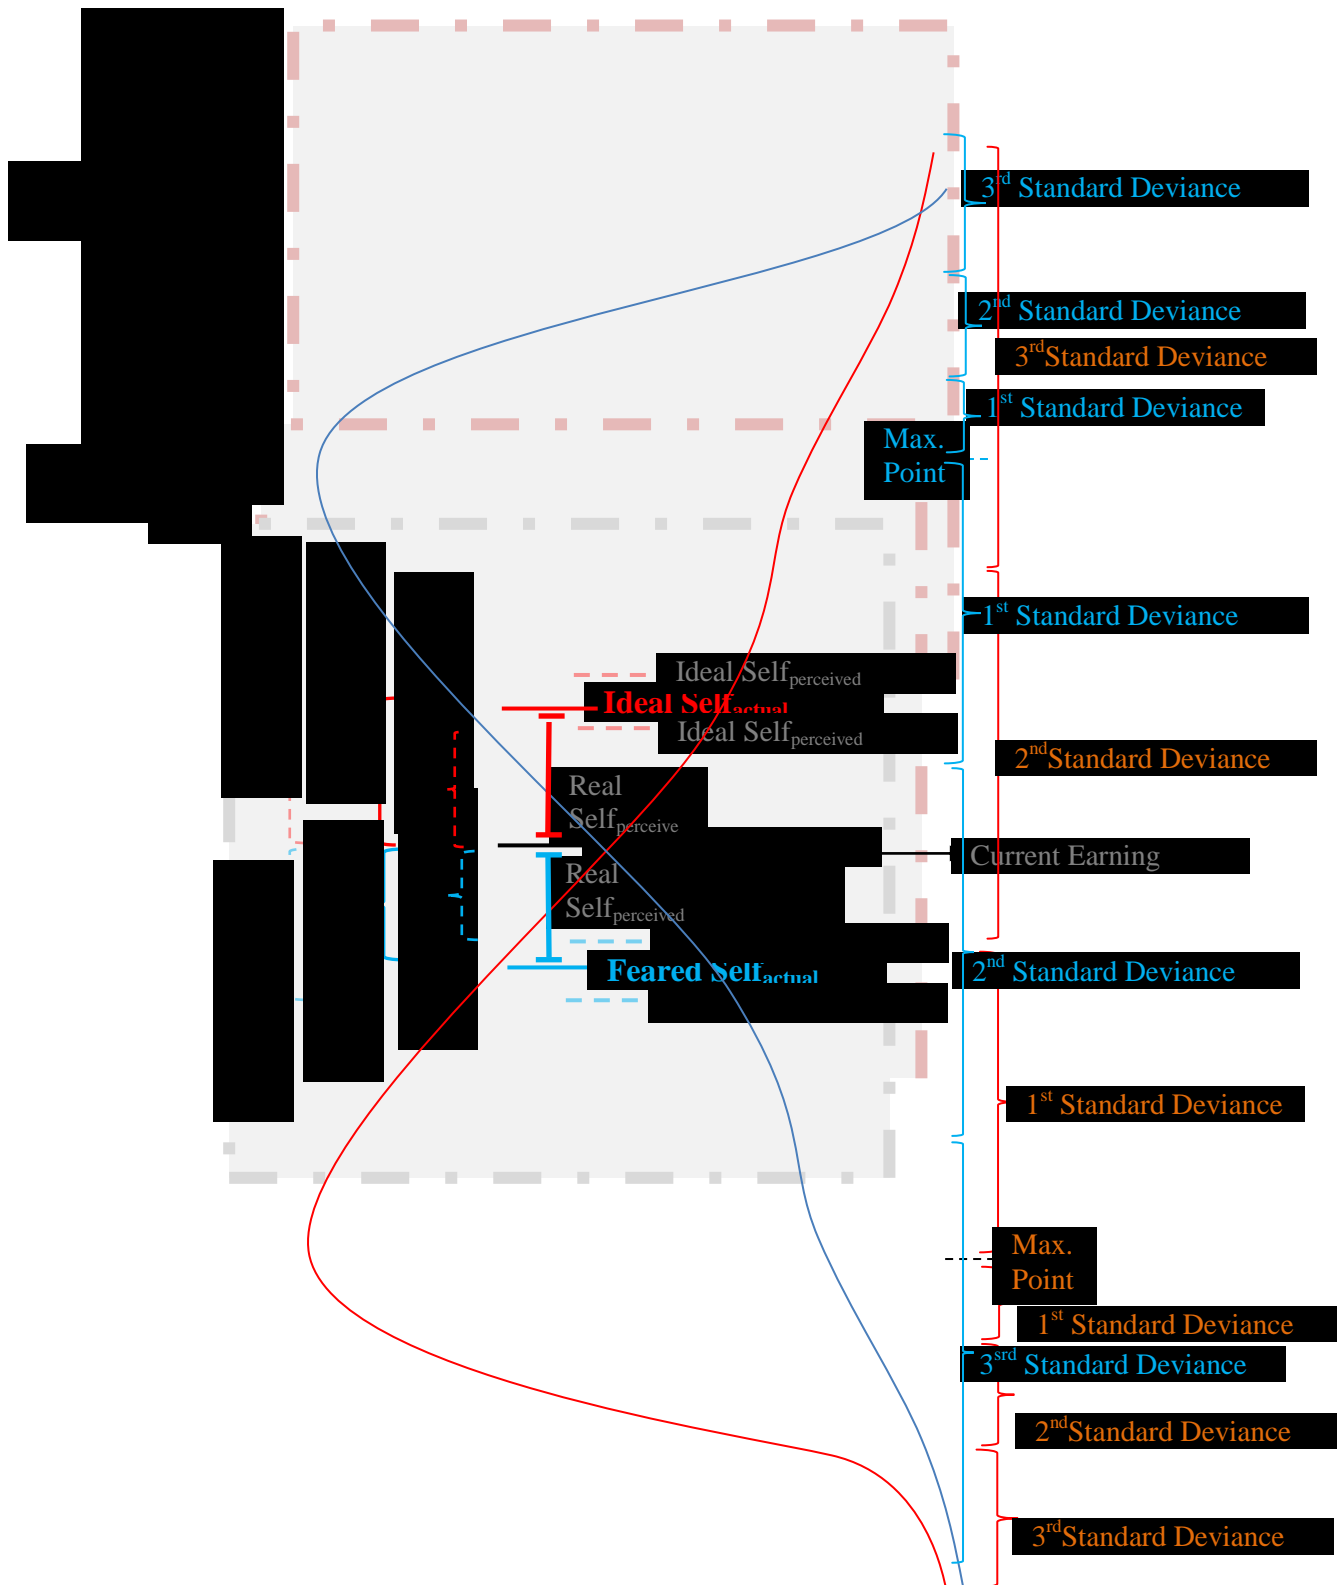 3rd Standard Deviance
2nd Standard Deviance
3rdStandard Deviance
1st Standard Deviance
Max.
Point
1st Standard Deviance
Ideal Selfperceived
Ideal Selfactual
Ideal Selfperceived
2ndStandard Deviance
Real
Selfperceive
Current Earning
Real
Selfperceived
Feared Selfactual
2nd Standard Deviance
1st Standard Deviance
Max.
Point
1st Standard Deviance
3srd Standard Deviance
2ndStandard Deviance
3rdStandard Deviance